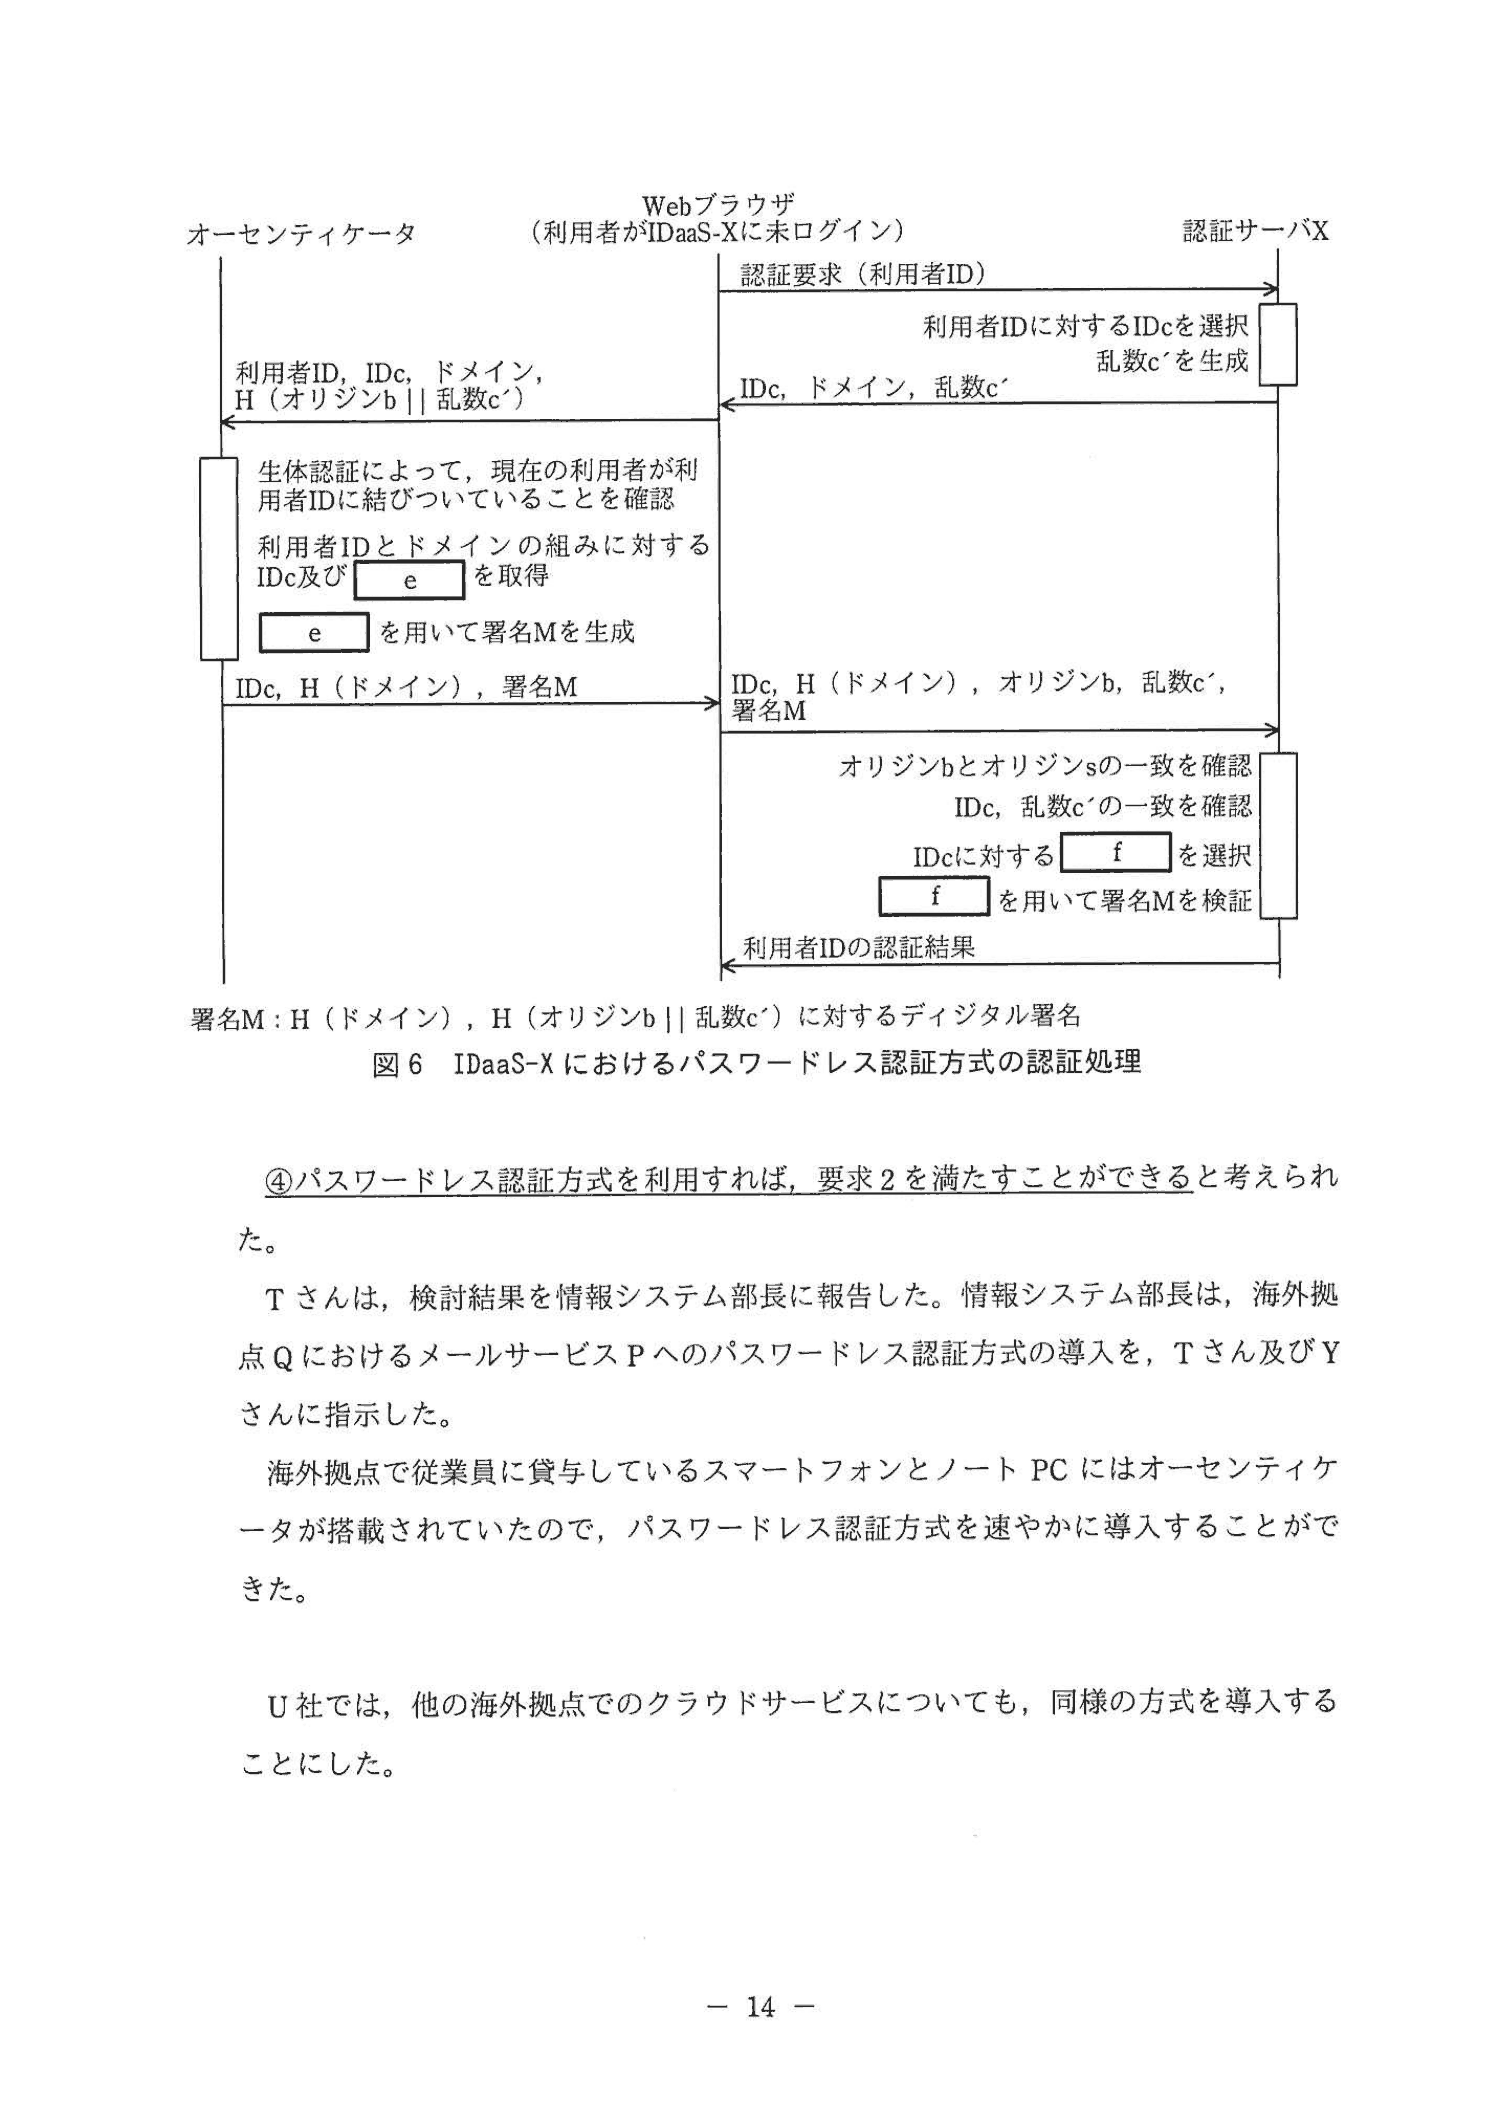 Webブラウザ
オーセンティケータ
（利用者がIDaaS-Xに未ログイン）
認証サーバX
認証要求（利用者ID）
利用者IDに対するIDcを選択
乱数c´を生成
IDc，ドメイン，乱数c´
利用者ID，IDc，ドメイン，
H（オリジンb || 乱数c´）
生体認証によって，現在の利用者が利
用者IDに結びついていることを確認
利用者IDとドメインの組みに対する
IDc及び e を取得
e を用いて署名Mを生成
IDc，H（ドメイン），署名M
IDc，H（ドメイン），オリジンb，乱数c´，
署名M
オリジンbとオリジンsの一致を確認
IDc，乱数c´の一致を確認
IDcに対する f を選択
f を用いて署名Mを検証
利用者IDの認証結果
署名M：H（ドメイン），H（オリジンb || 乱数c´）に対するディジタル署名
図6　IDaaS-Xにおけるパスワードレス認証方式の認証処理
④パスワードレス認証方式を利用すれば，要求2を満たすことができると考えられ
た。
Tさんは，検討結果を情報システム部長に報告した。情報システム部長は，海外拠
点QにおけるメールサービスPへのパスワードレス認証方式の導入を，Tさん及びY
さんに指示した。
海外拠点で従業員に貸与しているスマートフォンとノートPCにはオーセンティケ
ータが搭載されていたので，パスワードレス認証方式を速やかに導入することがで
きた。
U社では，他の海外拠点でのクラウドサービスについても，同様の方式を導入する
ことにした。
－ 14 －